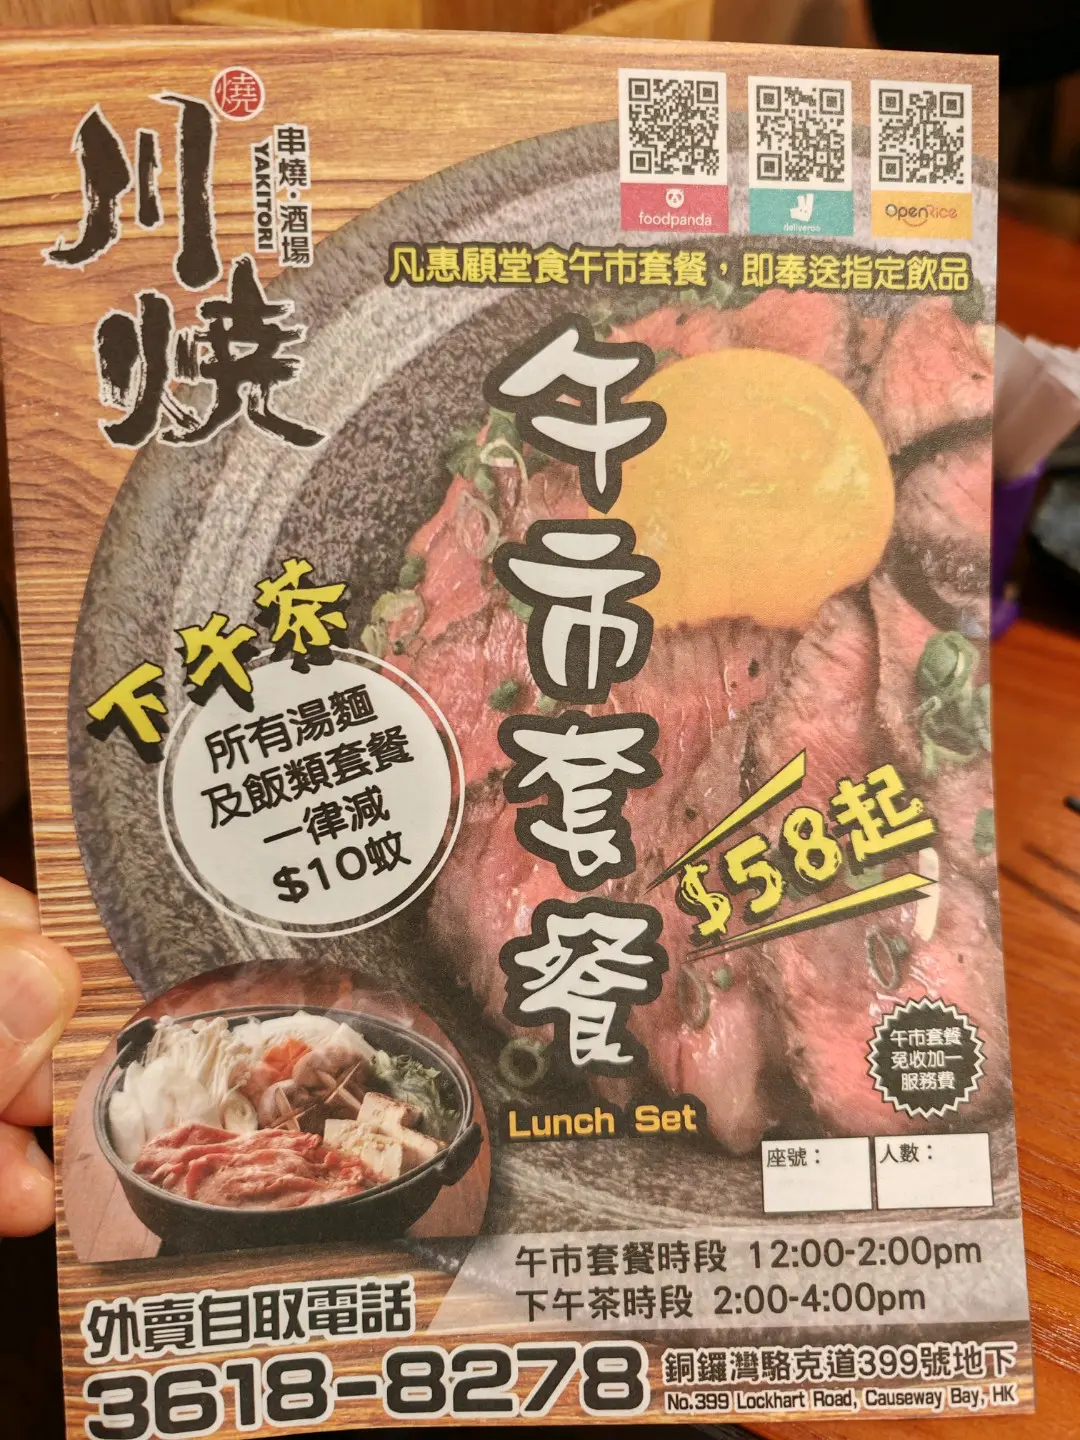 川燒
燒
串燒·酒場
YAKITORI
foodpanda
deliveroo
OpenRice
凡惠顧堂食午市套餐，即奉送指定飲品
午市套餐
Lunch Set
$58起
下午茶
所有湯麵
及飯類套餐
一律減
$10蚊
午市套餐
免收加一
服務費
座號：
人數：
午市套餐時段 12:00-2:00pm
下午茶時段 2:00-4:00pm
外賣自取電話
3618-8278
銅鑼灣駱克道399號地下
No.399 Lockhart Road, Causeway Bay, HK